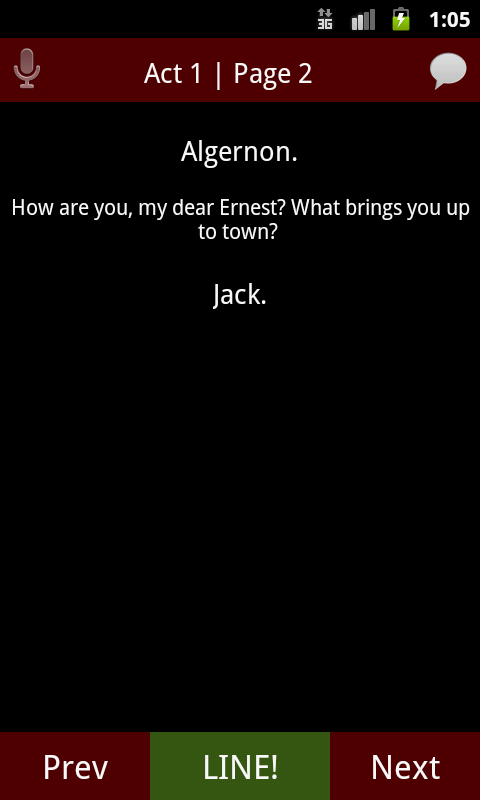 3G 1:05
Act 1 | Page 2
Algernon.
How are you, my dear Ernest? What brings you up
to town?
Jack.
Prev LINE! Next